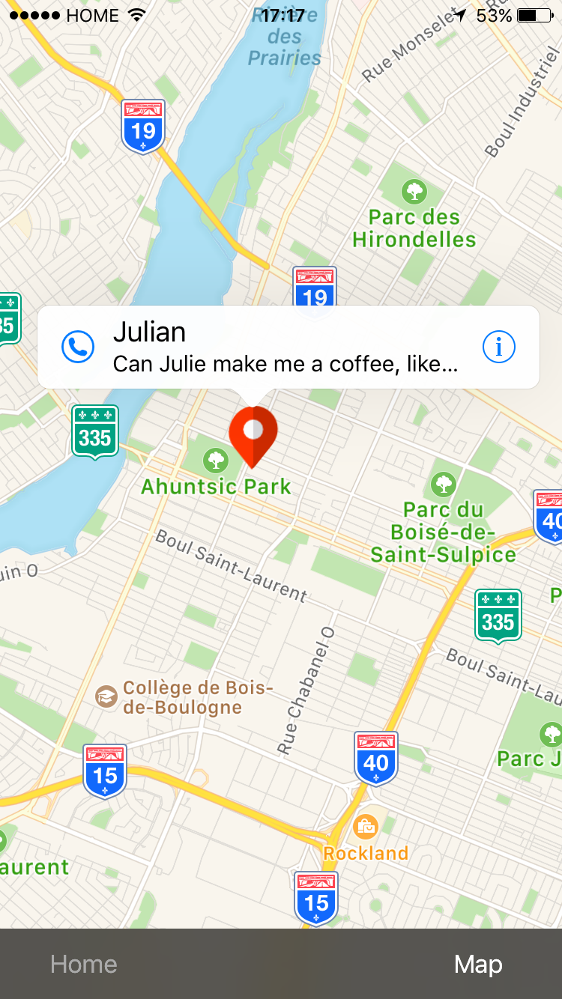 HOME 17:17 53%
Rivière
des
Prairies
Rue Monselet
Boul Industriel
19
Parc des
Hirondelles
19
35
Julian
Can Julie make me a coffee, like...
335
Ahuntsic Park
Parc du
Boisé-de-
Saint-Sulpice
40
Boul Saint-Laurent
uin O
335
P
Rue Chabanel O
Boul Saint-Lau
Collège de Bois-
de-Boulogne
15
40
Parc J
Rockland
aurent
15
Home Map